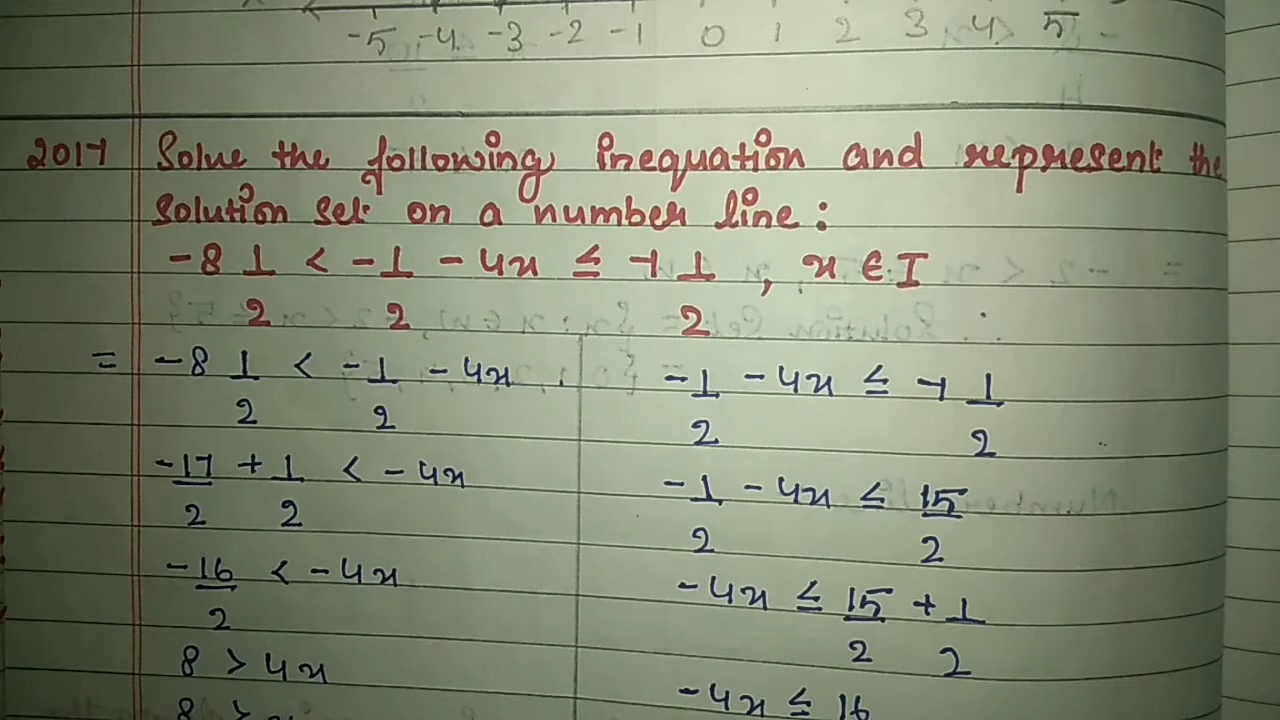 -5 -4 -3 -2 -1 0 1 2 3 4 5
2017 Solve the following inequation and represent the
solution set on a number line:
-8 1/2 < -1/2 - 4x ≤ 7 1/2, x ∈ I
= -8 1/2 < -1/2 - 4x
-17/2 + 1/2 < -4x
-16/2 < -4x
8 > 4x
-1/2 - 4x ≤ 7 1/2
-1/2 - 4x ≤ 15/2
-4x ≤ 15/2 + 1/2
-4x ≤ 16